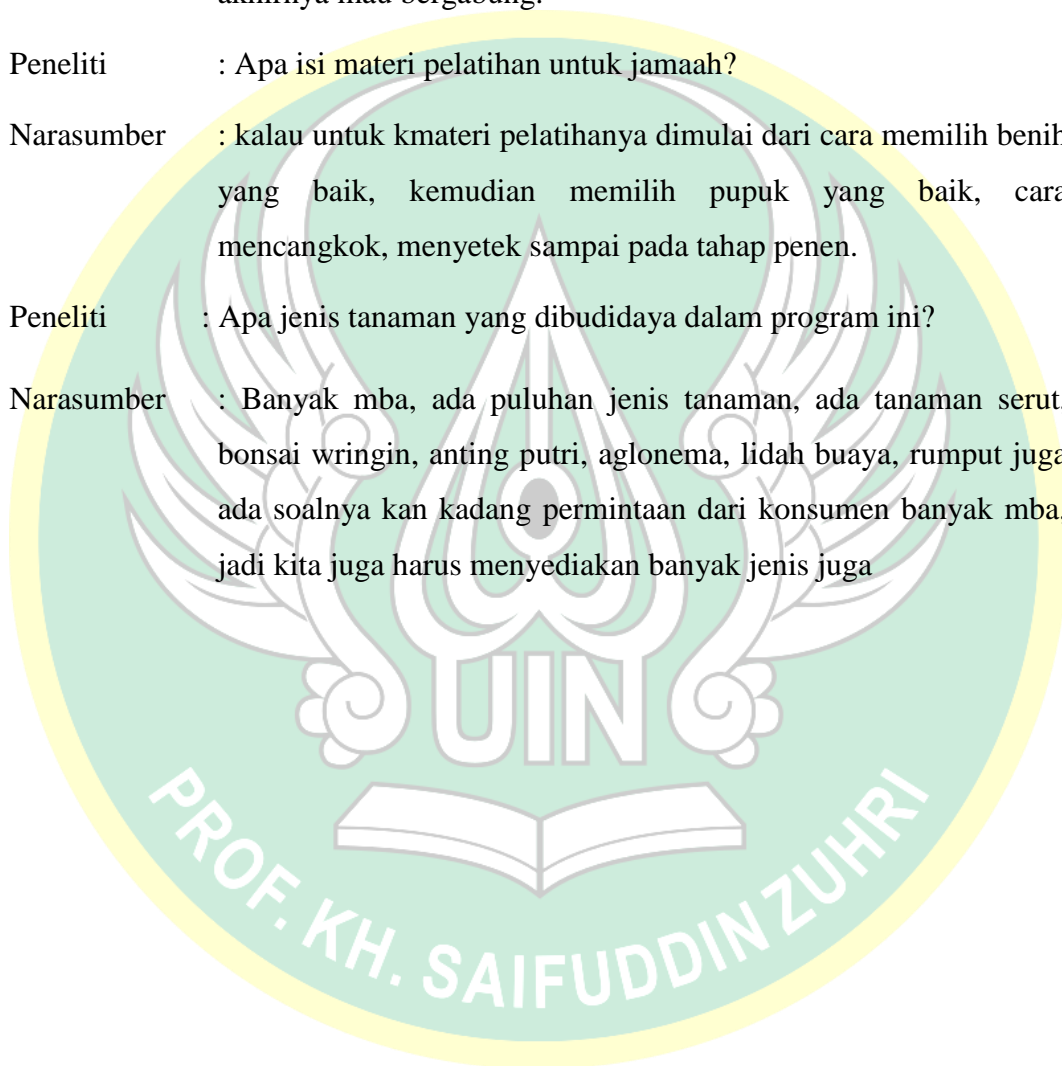 akhirnya mau bergabung.
Peneliti : Apa isi materi pelatihan untuk jamaah?
Narasumber : kalau untuk kmateri pelatihanya dimulai dari cara memilih benih
yang baik, kemudian memilih pupuk yang baik, cara
mencangkok, menyetek sampai pada tahap penen.
Peneliti : Apa jenis tanaman yang dibudidaya dalam program ini?
Narasumber : Banyak mba, ada puluhan jenis tanaman, ada tanaman serut,
bonsai wringin, anting putri, aglonema, lidah buaya, rumput juga
ada soalnya kan kadang permintaan dari konsumen banyak mba,
jadi kita juga harus menyediakan banyak jenis juga
UIN
PROF. KH. SAIFUDDIN ZUHRI